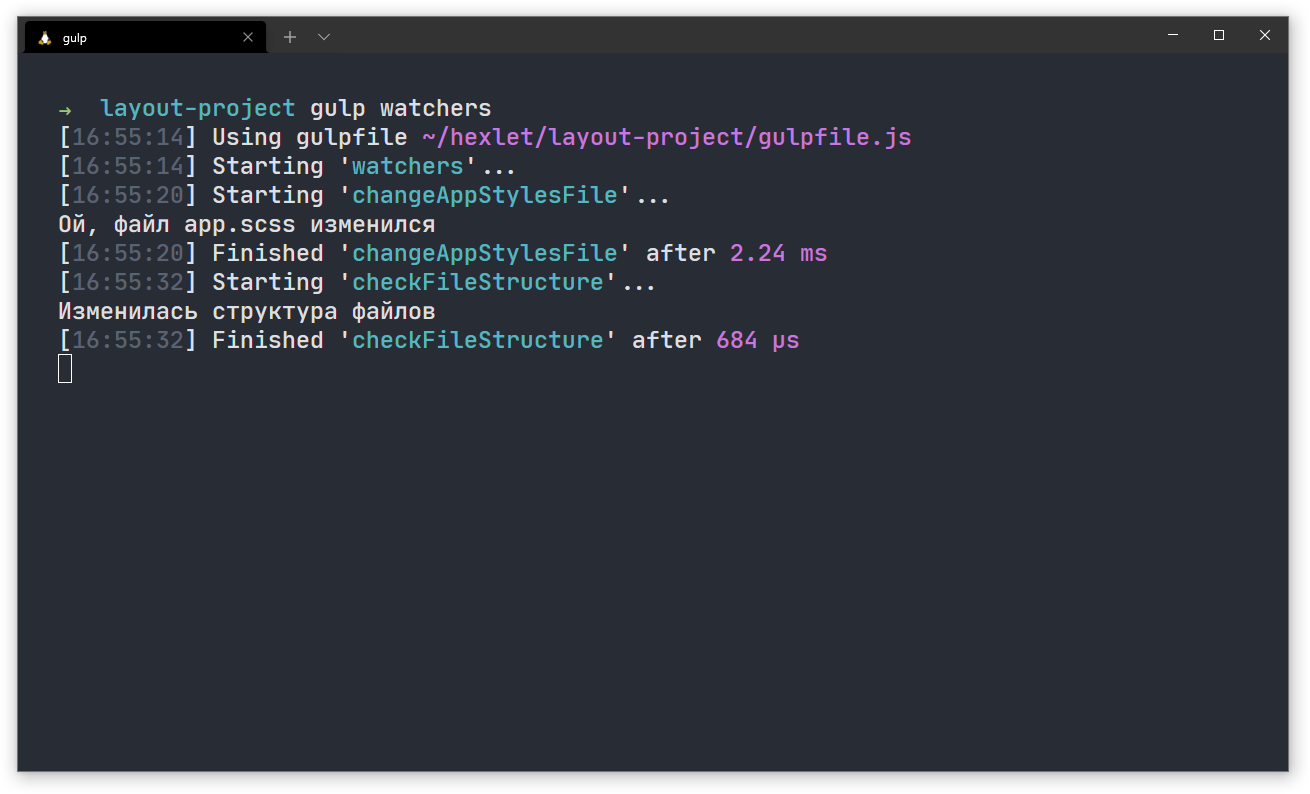 gulp
→ layout-project gulp watchers
[16:55:14] Using gulpfile ~/hexlet/layout-project/gulpfile.js
[16:55:14] Starting 'watchers'...
[16:55:20] Starting 'changeAppStylesFile'...
Ой, файл app.scss изменился
[16:55:20] Finished 'changeAppStylesFile' after 2.24 ms
[16:55:32] Starting 'checkFileStructure'...
Изменилась структура файлов
[16:55:32] Finished 'checkFileStructure' after 684 μs